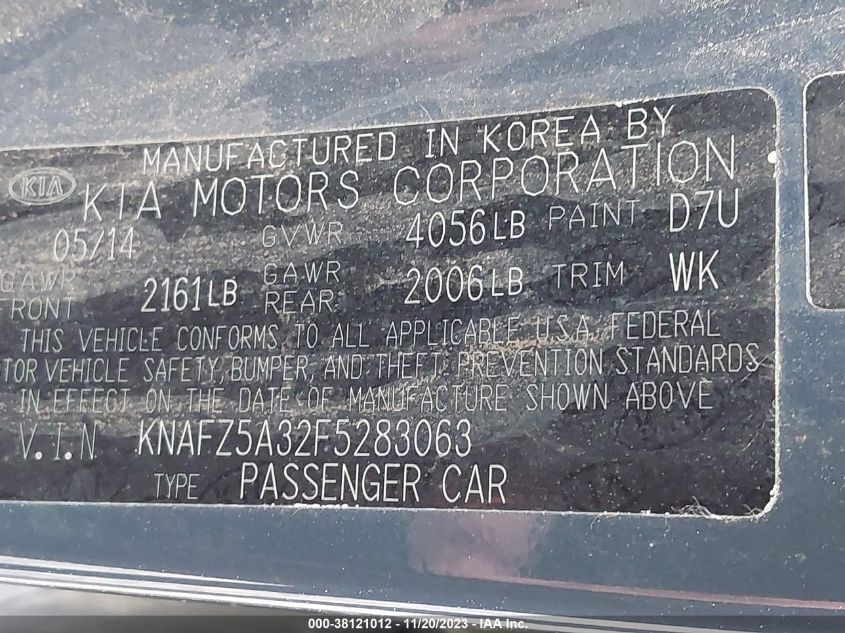 MANUFACTURED IN KOREA BY
KIA KIA MOTORS CORPORATION
05/14 GVWR 4056LB PAINT D7U
GAWR FRONT 2161LB GAWR REAR 2006LB TRIM WK
THIS VEHICLE CONFORMS TO ALL APPLICABLE U.S.A. FEDERAL
TOR VEHICLE SAFETY, BUMPER, AND THEFT PREVENTION STANDARDS
IN EFFECT ON THE DATE OF MANUFACTURE SHOWN ABOVE
V.I.N KNAFZ5A32F5283063
TYPE PASSENGER CAR
000-38121012 - 11/20/2023 - IAA Inc.